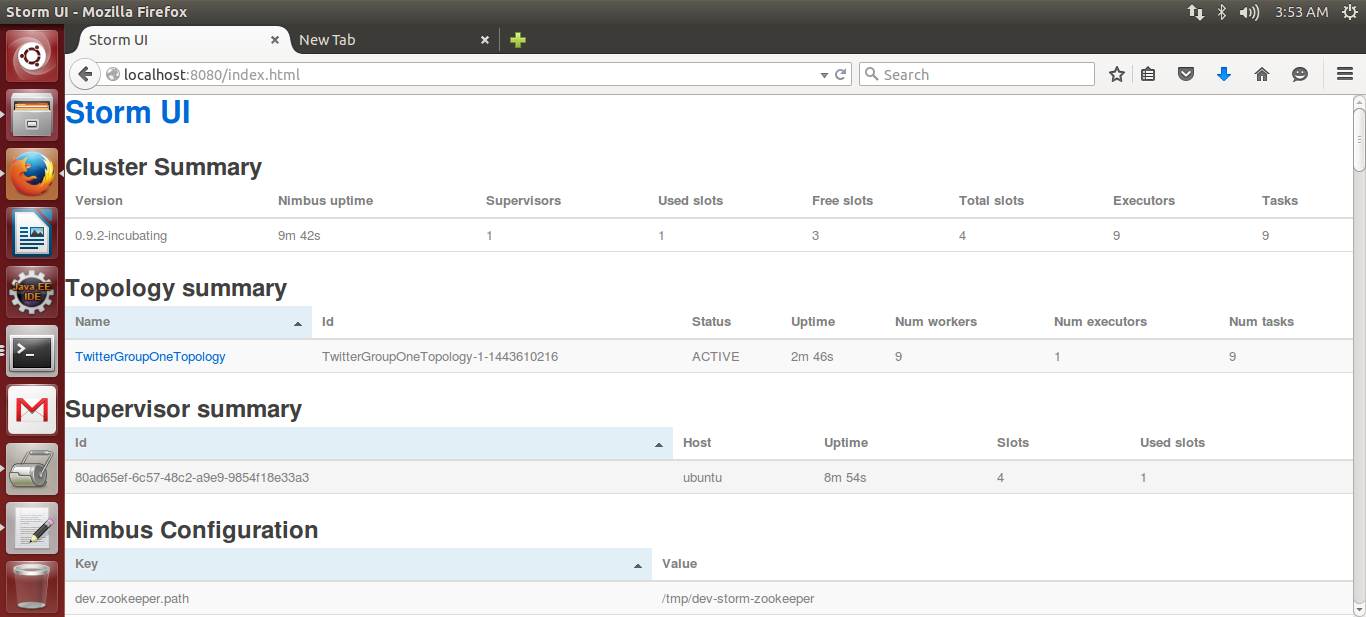 Storm UI - Mozilla Firefox 3:53 AM
Storm UI New Tab
localhost:8080/index.html Search
Storm UI
Cluster Summary
Version Nimbus uptime Supervisors Used slots Free slots Total slots Executors Tasks
0.9.2-incubating 9m 42s 1 1 3 4 9 9
Topology summary
Name Id Status Uptime Num workers Num executors Num tasks
TwitterGroupOneTopology TwitterGroupOneTopology-1-1443610216 ACTIVE 2m 46s 9 1 9
Supervisor summary
Id Host Uptime Slots Used slots
80ad65ef-6c57-48c2-a9e9-9854f18e33a3 ubuntu 8m 54s 4 1
Nimbus Configuration
Key Value
dev.zookeeper.path /tmp/dev-storm-zookeeper
Java EE
IDE